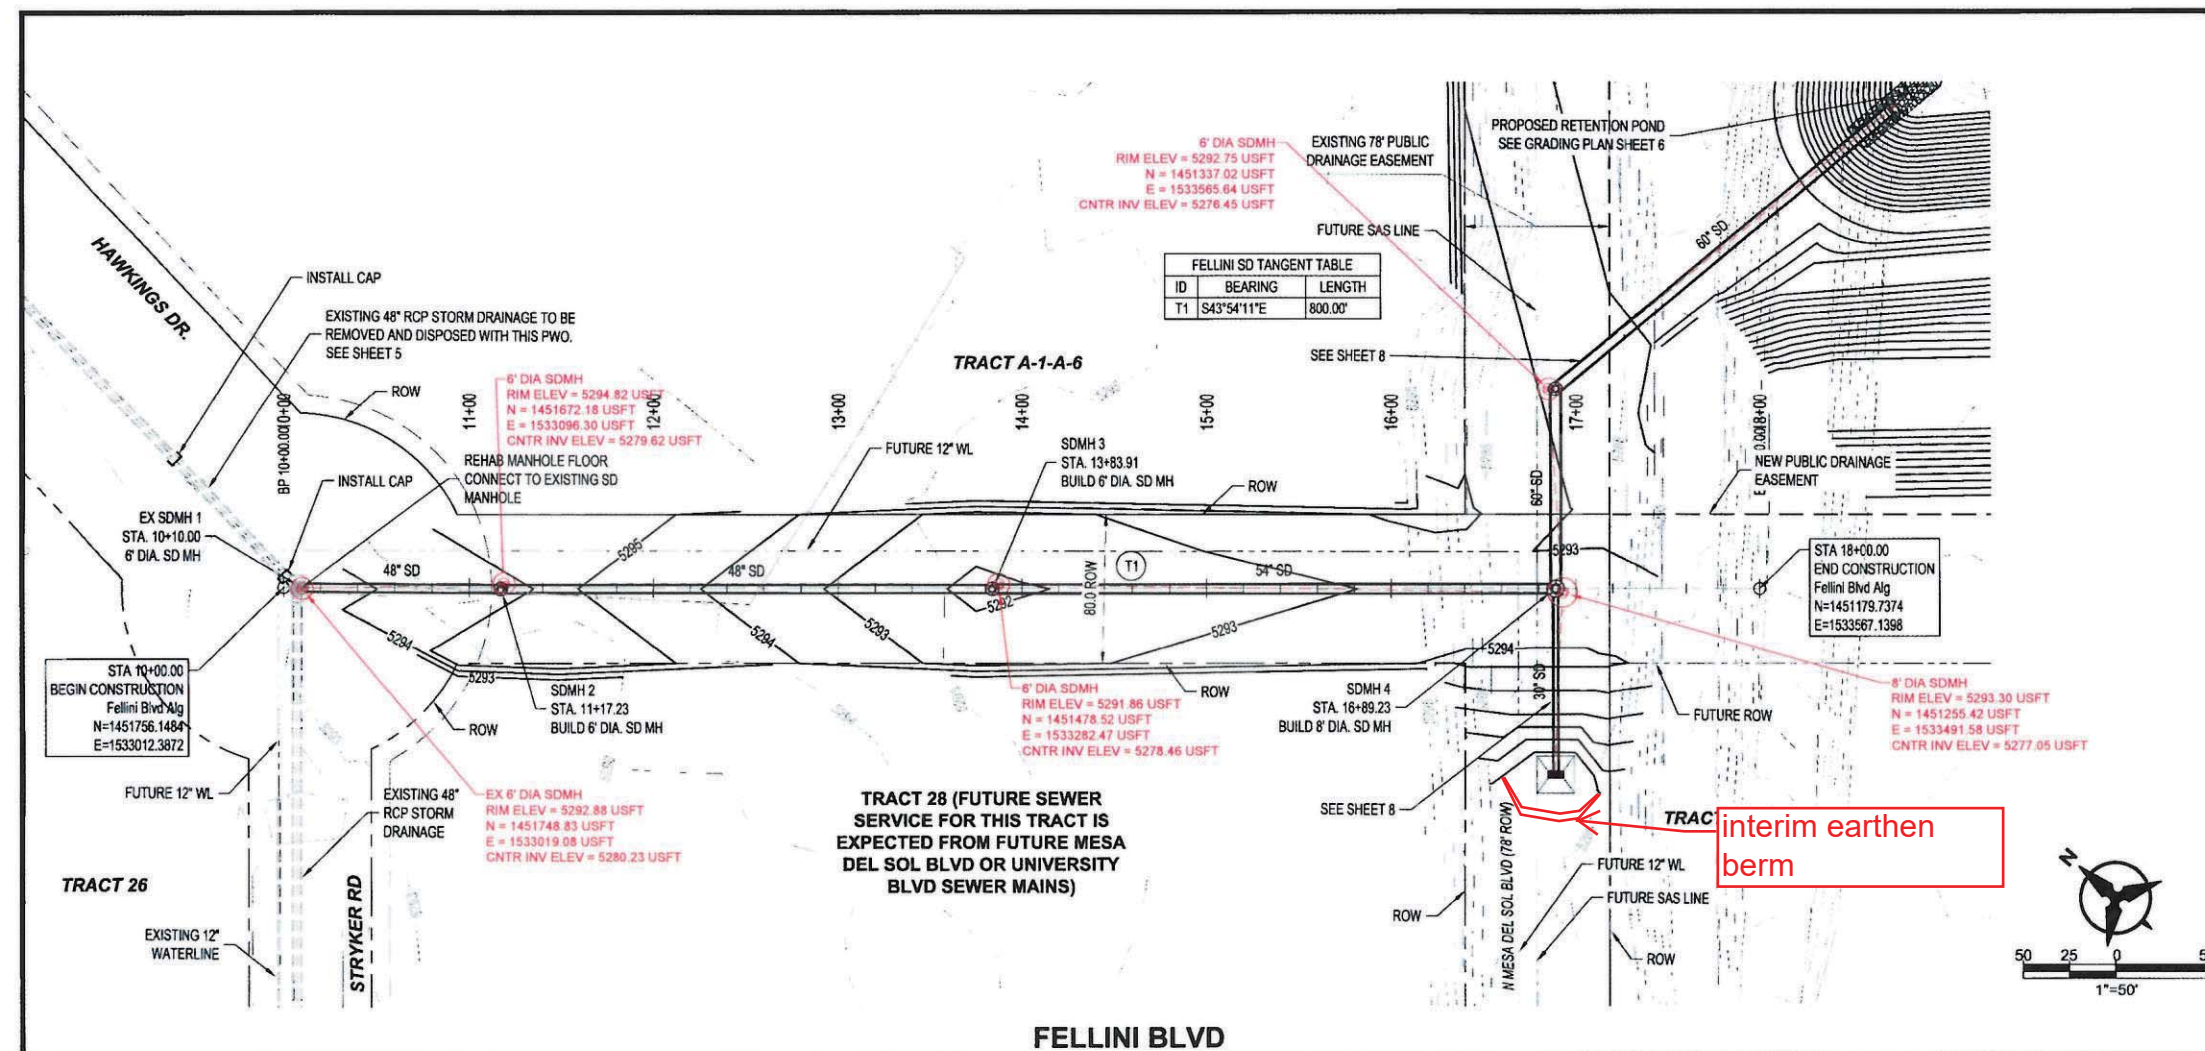 6' DIA SDMH
RIM ELEV = 5292.75 USFT
N = 1451337.02 USFT
E = 1533565.64 USFT
CNTR INV ELEV = 5276.45 USFT
EXISTING 78' PUBLIC
DRAINAGE EASEMENT
PROPOSED RETENTION POND
SEE GRADING PLAN SHEET 6
FUTURE SAS LINE
60" SD
HAWKINGS DR.
INSTALL CAP
EXISTING 48" RCP STORM DRAINAGE TO BE
REMOVED AND DISPOSED WITH THIS PWO.
SEE SHEET 5
FELLINI SD TANGENT TABLE
ID BEARING LENGTH
T1 S43°54'11"E 800.00'
TRACT A-1-A-6
SEE SHEET 8
ROW
6' DIA SDMH
RIM ELEV = 5294.82 USFT
N = 1451672.18 USFT
E = 1533096.30 USFT
CNTR INV ELEV = 5279.62 USFT
BP 10+00.00
11+00
12+00
13+00
14+00
15+00
16+00
17+00
18+00
REHAB MANHOLE FLOOR
CONNECT TO EXISTING SD
MANHOLE
INSTALL CAP
FUTURE 12" WL
SDMH 3
STA. 13+83.91
BUILD 6' DIA. SD MH
ROW
NEW PUBLIC DRAINAGE
EASEMENT
EX SDMH 1
STA. 10+10.00
6' DIA. SD MH
48" SD
5295
48" SD
T1
54" SD
60" SD
5293
STA 18+00.00
END CONSTRUCTION
Fellini Blvd Alg
N=1451179.7374
E=1533567.1398
80.0 ROW
5292
5294
5294
5293
5293
5294
5293
STA 10+00.00
BEGIN CONSTRUCTION
Fellini Blvd Alg
N=1451756.1484
E=1533012.3872
SDMH 2
STA. 11+17.23
BUILD 6' DIA. SD MH
ROW
6' DIA SDMH
RIM ELEV = 5291.86 USFT
N = 1451478.52 USFT
E = 1533282.47 USFT
CNTR INV ELEV = 5278.46 USFT
ROW
SDMH 4
STA. 16+89.23
BUILD 8' DIA. SD MH
30" SD
FUTURE ROW
8' DIA SDMH
RIM ELEV = 5293.30 USFT
N = 1451255.42 USFT
E = 1533491.58 USFT
CNTR INV ELEV = 5277.05 USFT
FUTURE 12" WL
EXISTING 48"
RCP STORM
DRAINAGE
EX 6' DIA SDMH
RIM ELEV = 5292.88 USFT
N = 1451748.83 USFT
E = 1533019.08 USFT
CNTR INV ELEV = 5280.23 USFT
TRACT 28 (FUTURE SEWER
SERVICE FOR THIS TRACT IS
EXPECTED FROM FUTURE MESA
DEL SOL BLVD OR UNIVERSITY
BLVD SEWER MAINS)
SEE SHEET 8
interim earthen
berm
TRACT 26
STRYKER RD
EXISTING 12"
WATERLINE
N MESA DEL SOL BLVD (78' ROW)
FUTURE 12" WL
FUTURE SAS LINE
ROW
ROW
N
50 25 0
1"=50'
FELLINI BLVD